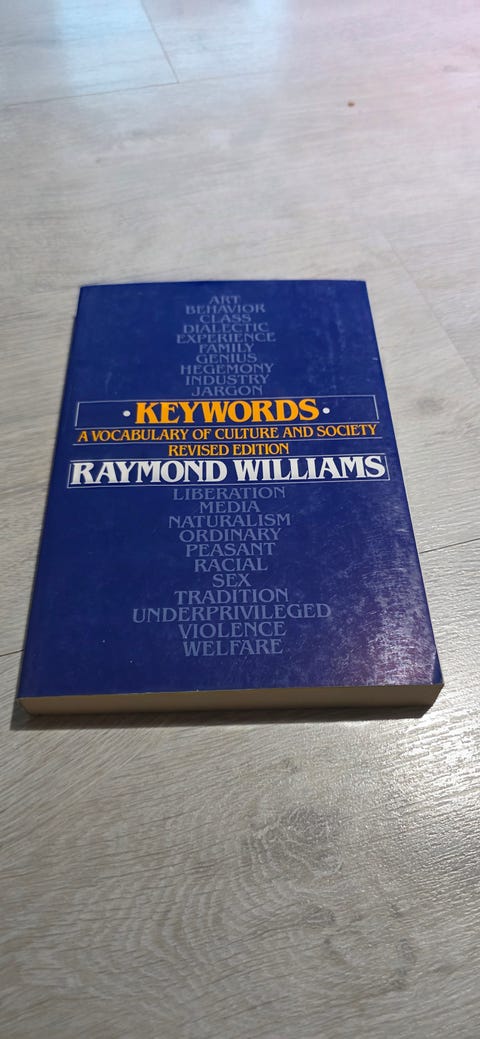 ART
BEHAVIOR
CLASS
DIALECTIC
EXPERIENCE
FAMILY
GENIUS
HEGEMONY
INDUSTRY
JARGON
• KEYWORDS •
A VOCABULARY OF CULTURE AND SOCIETY
REVISED EDITION
RAYMOND WILLIAMS
LIBERATION
MEDIA
NATURALISM
ORDINARY
PEASANT
RACIAL
SEX
TRADITION
UNDERPRIVILEGED
VIOLENCE
WELFARE